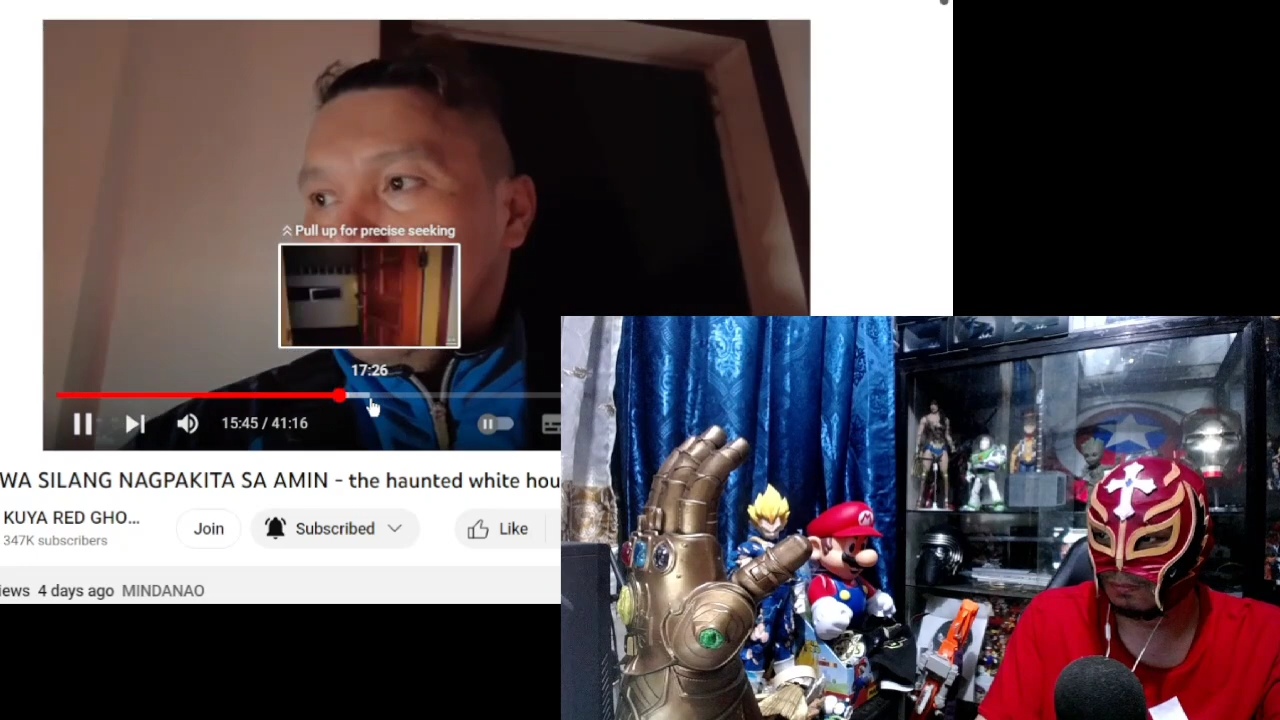 Pull up for precise seeking
17:26
15:45 / 41:16
WA SILANG NAGPAKITA SA AMIN - the haunted white hou
KUYA RED GHO...
347K subscribers
Join
Subscribed
Like
iews 4 days ago MINDANAO
M